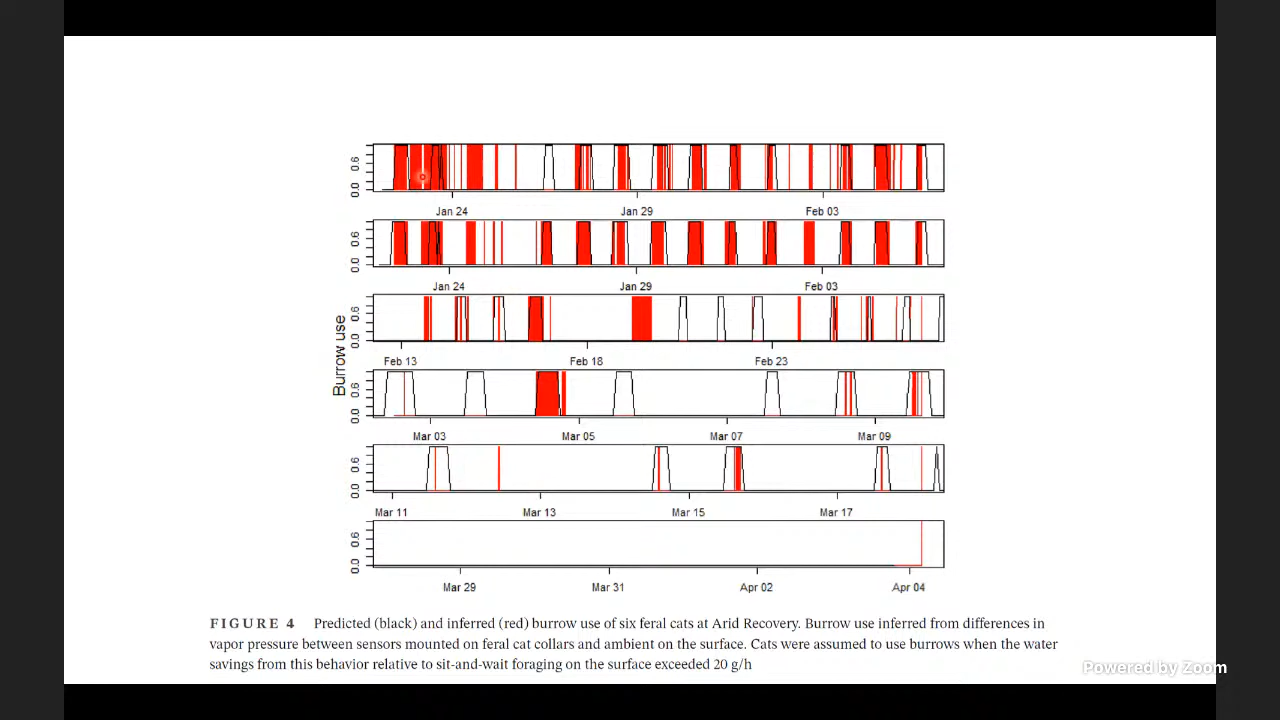 0.0 0.6
Jan 24 Jan 29 Feb 03
0.0 0.6
Jan 24 Jan 29 Feb 03
0.0 0.6
Feb 13 Feb 18 Feb 23
Burrow use
0.0 0.6
Mar 03 Mar 05 Mar 07 Mar 09
0.0 0.6
Mar 11 Mar 13 Mar 15 Mar 17
0.0 0.6
Mar 29 Mar 31 Apr 02 Apr 04
FIGURE 4 Predicted (black) and inferred (red) burrow use of six feral cats at Arid Recovery. Burrow use inferred from differences in
vapor pressure between sensors mounted on feral cat collars and ambient on the surface. Cats were assumed to use burrows when the water
savings from this behavior relative to sit-and-wait foraging on the surface exceeded 20 g/h
Powered by Zoom